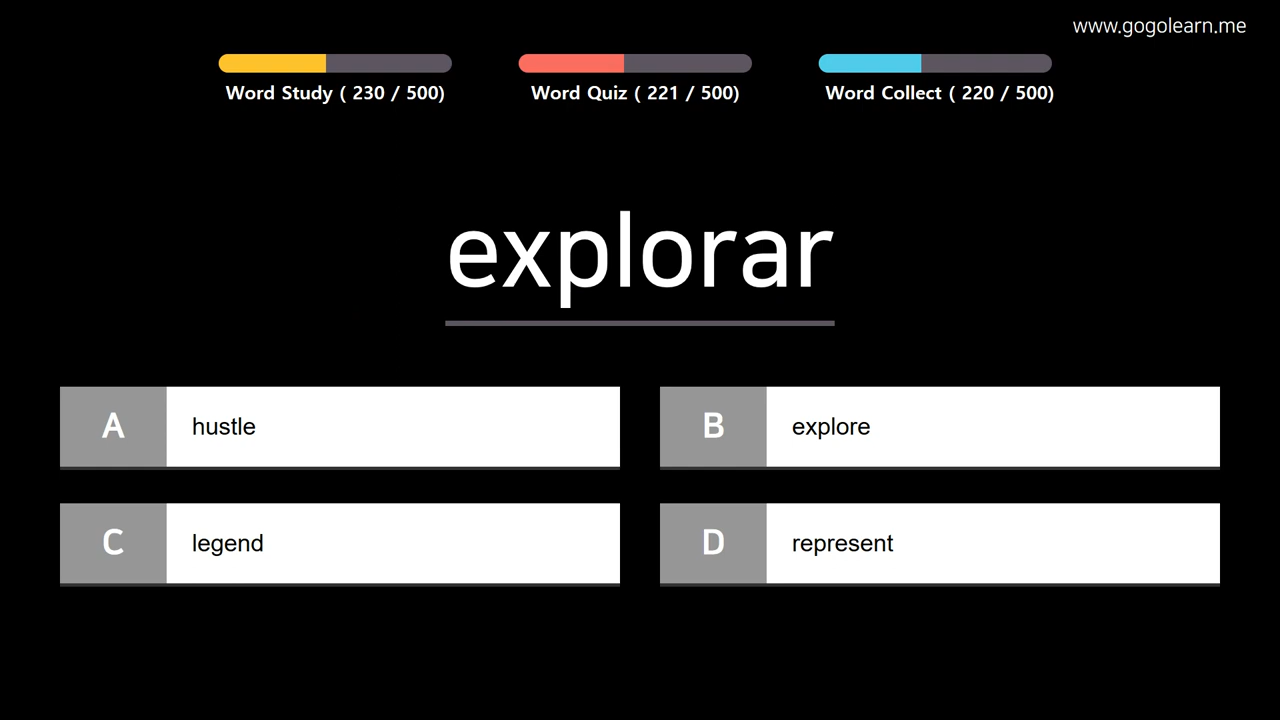 www.gogolearn.me
Word Study ( 230 / 500)
Word Quiz ( 221 / 500)
Word Collect ( 220 / 500)
explorar
A hustle
B explore
C legend
D represent